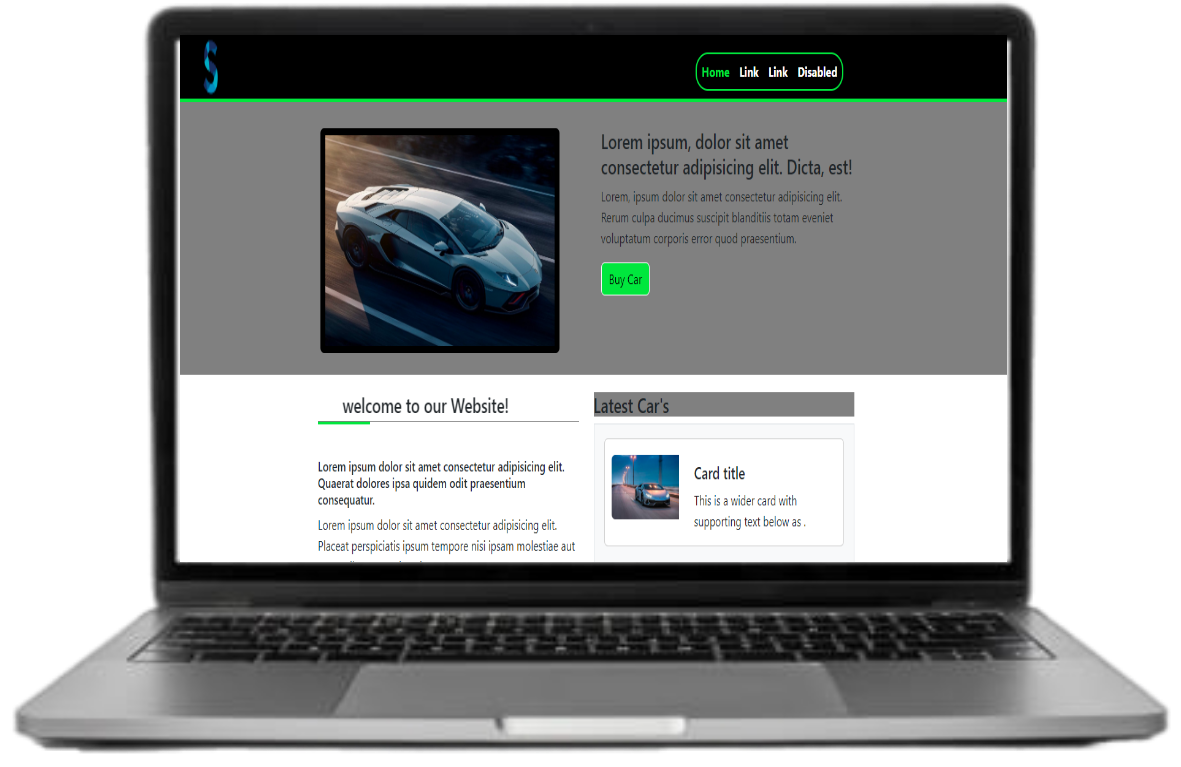 S
Home Link Link Disabled
Lorem ipsum, dolor sit amet
consectetur adipisicing elit. Dicta, est!
Lorem, ipsum dolor sit amet consectetur adipisicing elit.
Rerum culpa ducimus suscipit blanditiis totam eveniet
voluptatum corporis error quod praesentium.
Buy Car
welcome to our Website!
Lorem ipsum dolor sit amet consectetur adipisicing elit.
Quaerat dolores ipsa quidem odit praesentium
consequatur.
Lorem ipsum dolor sit amet consectetur adipisicing elit.
Placeat perspiciatis ipsum tempore nisi ipsam molestiae aut
Latest Car's
Card title
This is a wider card with
supporting text below as .